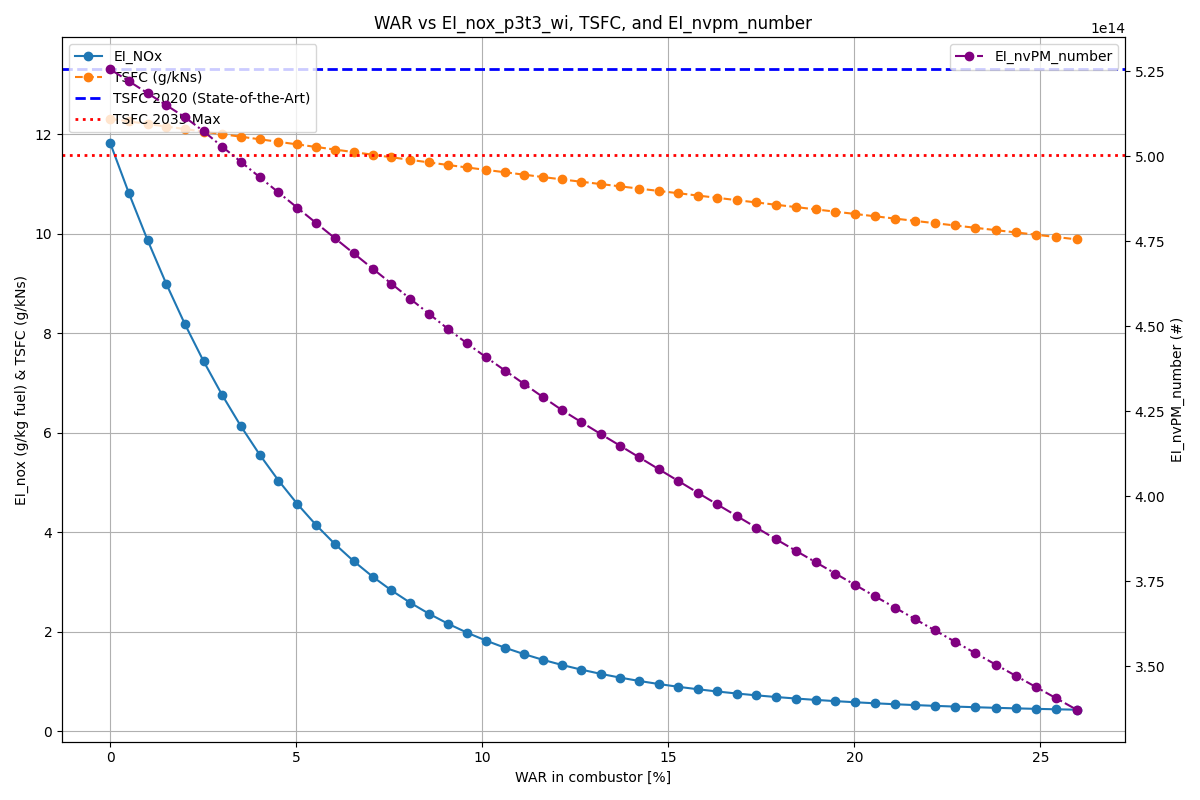 WAR vs EI_nox_p3t3_wi, TSFC, and EI_nvpm_number
1e14
EI_NOx
TSFC (g/kNs)
TSFC 2020 (State-of-the-Art)
TSFC 2035 Max
EI_nvPM_number
12
10
8
6
4
2
0
EI_nox (g/kg fuel) & TSFC (g/kNs)
5.25
5.00
4.75
4.50
4.25
4.00
3.75
3.50
EI_nvPM_number (#)
0
5
10
15
20
25
WAR in combustor [%]